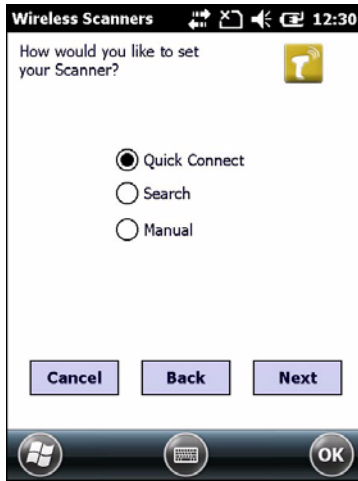 Wireless Scanners 12:30
How would you like to set
your Scanner?
Quick Connect
Search
Manual
Cancel Back Next
OK